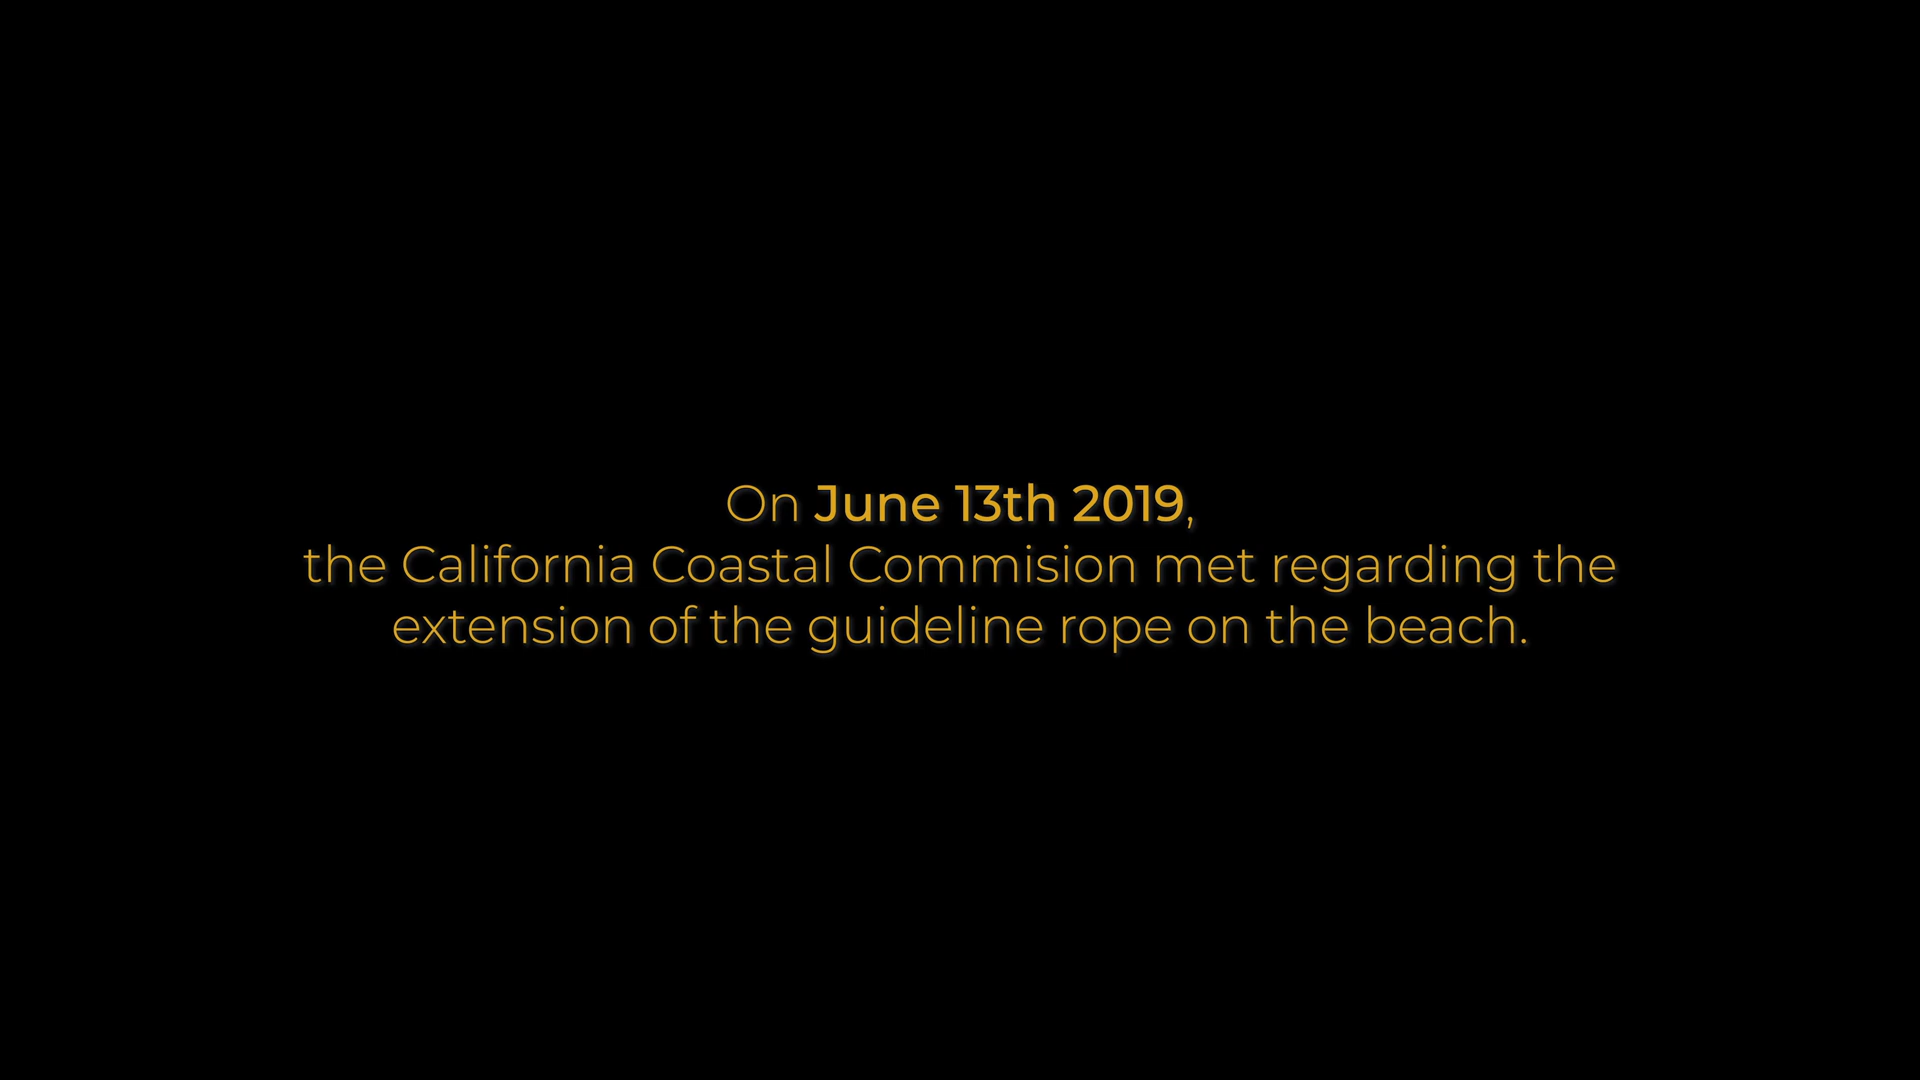 On June 13th 2019,
the California Coastal Commision met regarding the
extension of the guideline rope on the beach.